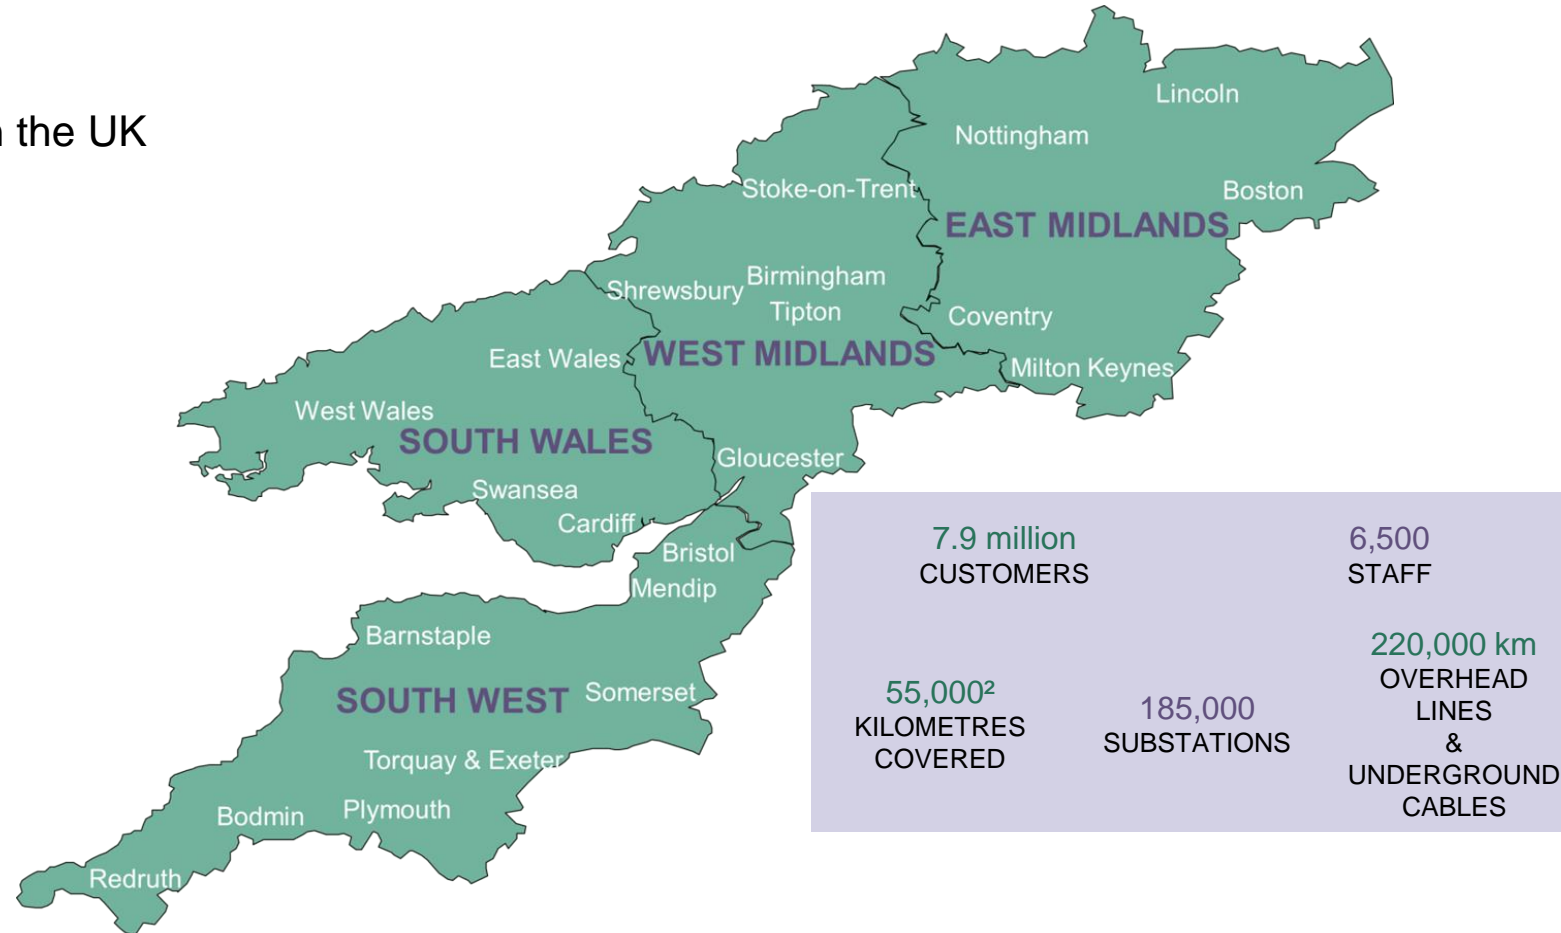 the UK
Lincoln
Nottingham
Stoke-on-Trent
Boston
EAST MIDLANDS
Birmingham
Shrewsbury
Tipton
Coventry
East Wales
WEST MIDLANDS
Milton Keynes
West Wales
SOUTH WALES
Gloucester
Swansea
Cardiff
Bristol
Mendip
Barnstaple
Somerset
SOUTH WEST
Torquay & Exeter
Plymouth
Bodmin
Redruth
7.9 million
CUSTOMERS
6,500
STAFF
55,000²
KILOMETRES
COVERED
185,000
SUBSTATIONS
220,000 km
OVERHEAD
LINES
&
UNDERGROUND
CABLES